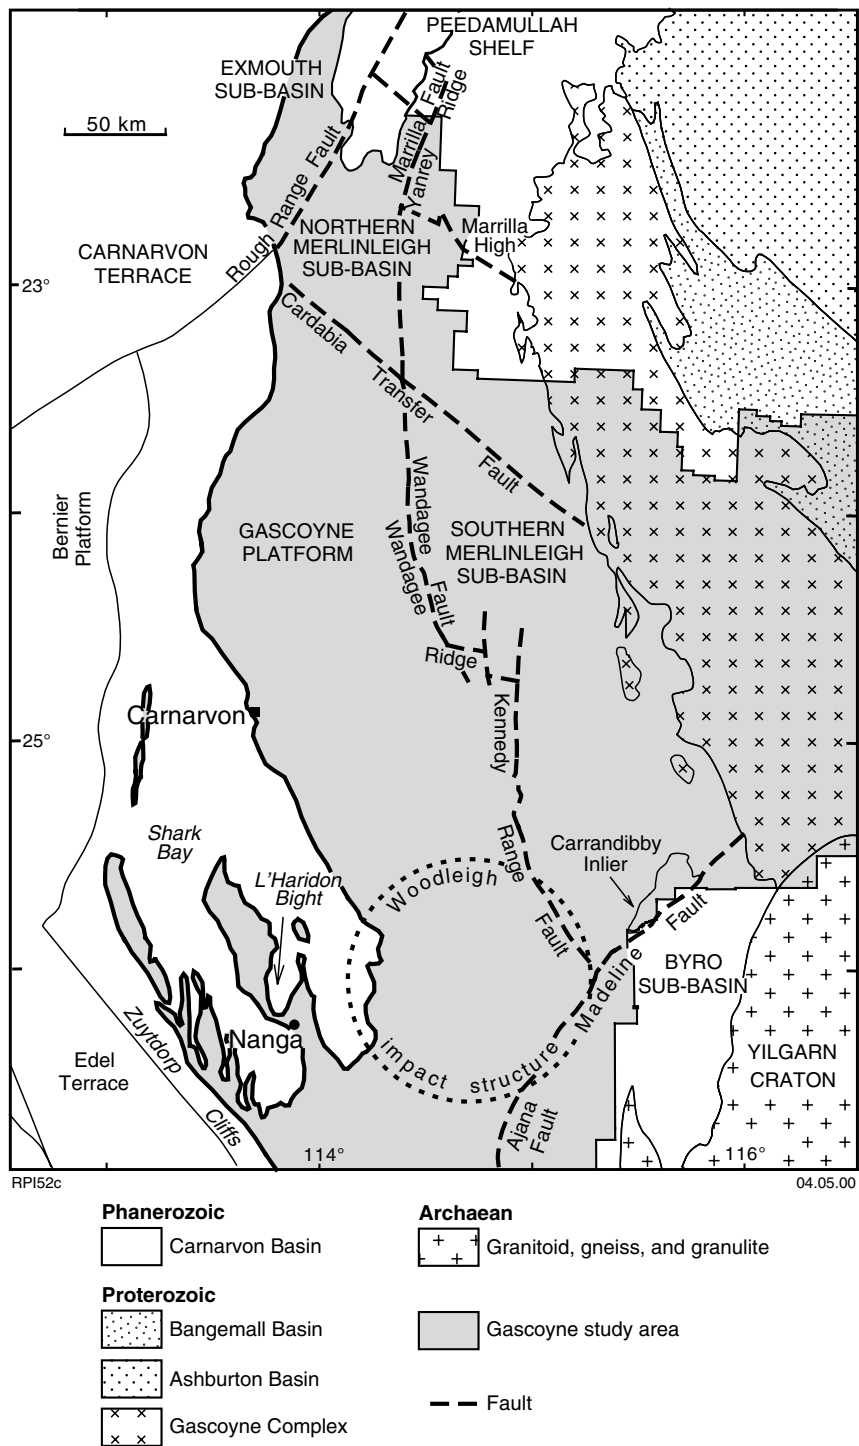 PEEDAMULLAH
SHELF
EXMOUTH
SUB-BASIN
50 km
Marrilla Fault
Yanrey Ridge
Rough Range Fault
NORTHERN
MERLINLEIGH
SUB-BASIN
Marrilla
High
CARNARVON
TERRACE
23°
Cardabia Transfer Fault
Bernier
Platform
GASCOYNE
PLATFORM
Wandagee Fault
Wandagee Ridge
SOUTHERN
MERLINLEIGH
SUB-BASIN
Carnarvon
25°
Kennedy Range Fault
Shark
Bay
L'Haridon
Bight
Woodleigh
impact structure
Carrandibby
Inlier
Madeline Fault
BYRO
SUB-BASIN
Nanga
Zuytdorp Cliffs
Edel
Terrace
YILGARN
CRATON
Ajana
Fault
114°
116°
RPI52c
04.05.00
Phanerozoic
Carnarvon Basin
Proterozoic
Bangemall Basin
Ashburton Basin
Gascoyne Complex
Archaean
Granitoid, gneiss, and granulite
Gascoyne study area
Fault